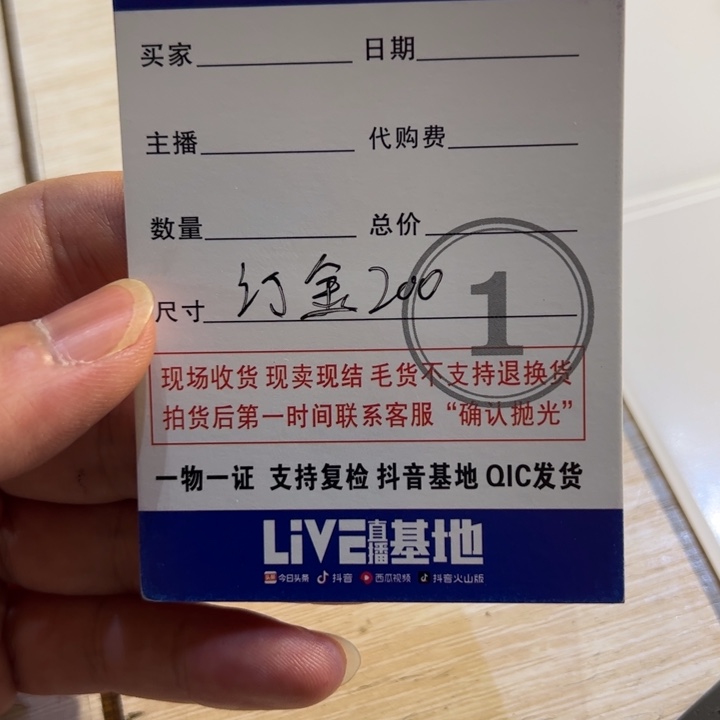 买家 日期
主播 代购费
数量 总价
尺寸 订金200
1
现场收货 现卖现结 毛货不支持退换货
拍货后第一时间联系客服“确认抛光”
一物一证 支持复检 抖音基地 QIC发货
LiVE直播基地
头条 今日头条 抖音 西瓜视频 抖音火山版